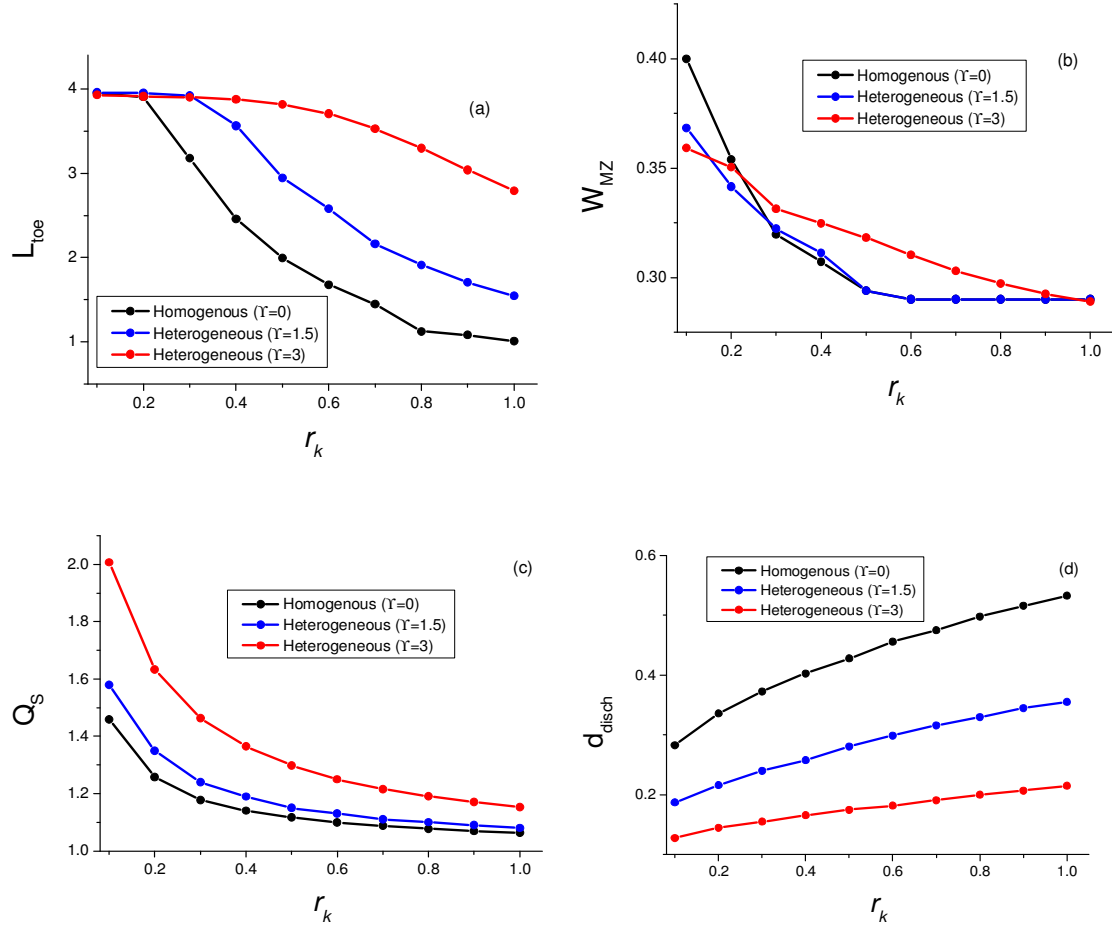 (a)
L_toe
4
3
2
1
Homogenous (ϒ=0)
Heterogeneous (ϒ=1.5)
Heterogeneous (ϒ=3)
0.2 0.4 0.6 0.8 1.0
r_k
(b)
W_MZ
0.40
0.35
0.30
Homogenous (ϒ=0)
Heterogeneous (ϒ=1.5)
Heterogeneous (ϒ=3)
0.2 0.4 0.6 0.8 1.0
r_k
(c)
Q_S
2.0
1.8
1.6
1.4
1.2
1.0
Homogenous (ϒ=0)
Heterogeneous (ϒ=1.5)
Heterogeneous (ϒ=3)
0.2 0.4 0.6 0.8 1.0
r_k
(d)
d_disch
0.6
0.4
0.2
Homogenous (ϒ=0)
Heterogeneous (ϒ=1.5)
Heterogeneous (ϒ=3)
0.2 0.4 0.6 0.8 1.0
r_k